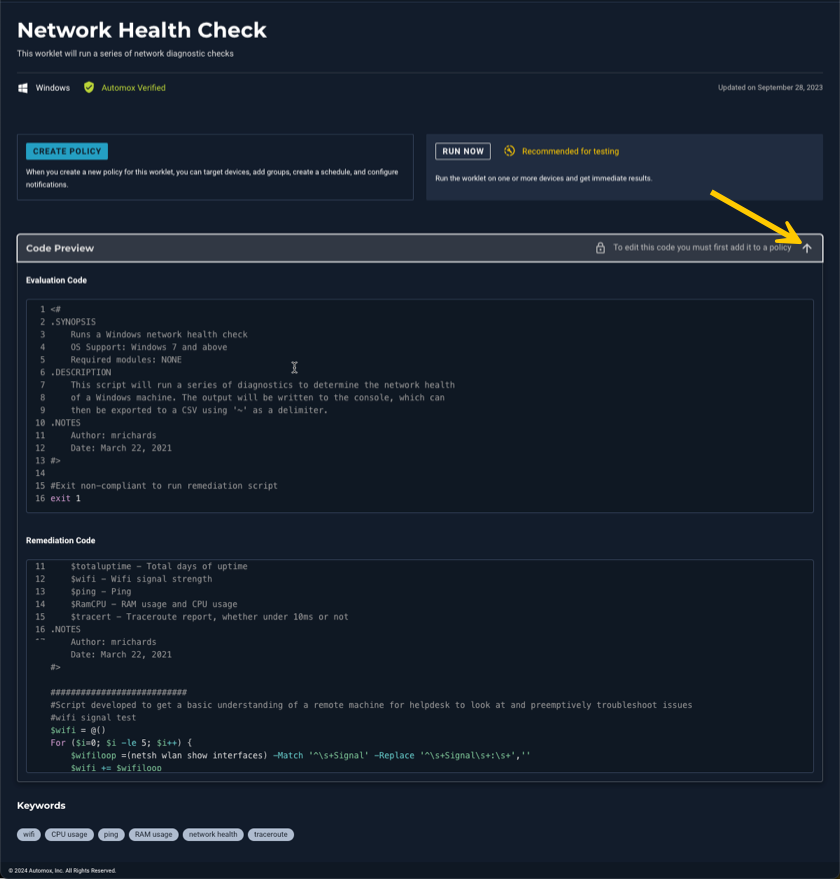 Network Health Check
This worklet will run a series of network diagnostic checks
Windows Automox Verified Updated on September 28, 2023
CREATE POLICY
When you create a new policy for this worklet, you can target devices, add groups, create a schedule, and configure
notifications.
RUN NOW Recommended for testing
Run the worklet on one or more devices and get immediate results.
Code Preview To edit this code you must first add it to a policy
Evaluation Code
1 <#
2 .SYNOPSIS
3 Runs a Windows network health check
4 OS Support: Windows 7 and above
5 Required modules: NONE
6 .DESCRIPTION
7 This script will run a series of diagnostics to determine the network health
8 of a Windows machine. The output will be written to the console, which can
9 then be exported to a CSV using '~' as a delimiter.
10 .NOTES
11 Author: mrichards
12 Date: March 22, 2021
13 #>
14
15 #Exit non-compliant to run remediation script
16 exit 1
Remediation Code
11 $totaluptime - Total days of uptime
12 $wifi - Wifi signal strength
13 $ping - Ping
14 $RamCPU - RAM usage and CPU usage
15 $tracert - Traceroute report, whether under 10ms or not
16 .NOTES
Author: mrichards
Date: March 22, 2021
#>
###########################
#Script developed to get a basic understanding of a remote machine for helpdesk to look at and preemptively troubleshoot issues
#wifi signal test
$wifi = @()
For ($i=0; $i -le 5; $i++) {
$wifiloop =(netsh wlan show interfaces) -Match '^\s+Signal' -Replace '^\s+Signal\s+:\s+',''
$wifi += $wifiloop
Keywords
wifi CPU usage ping RAM usage network health traceroute
© 2024 Automox, Inc. All Rights Reserved.